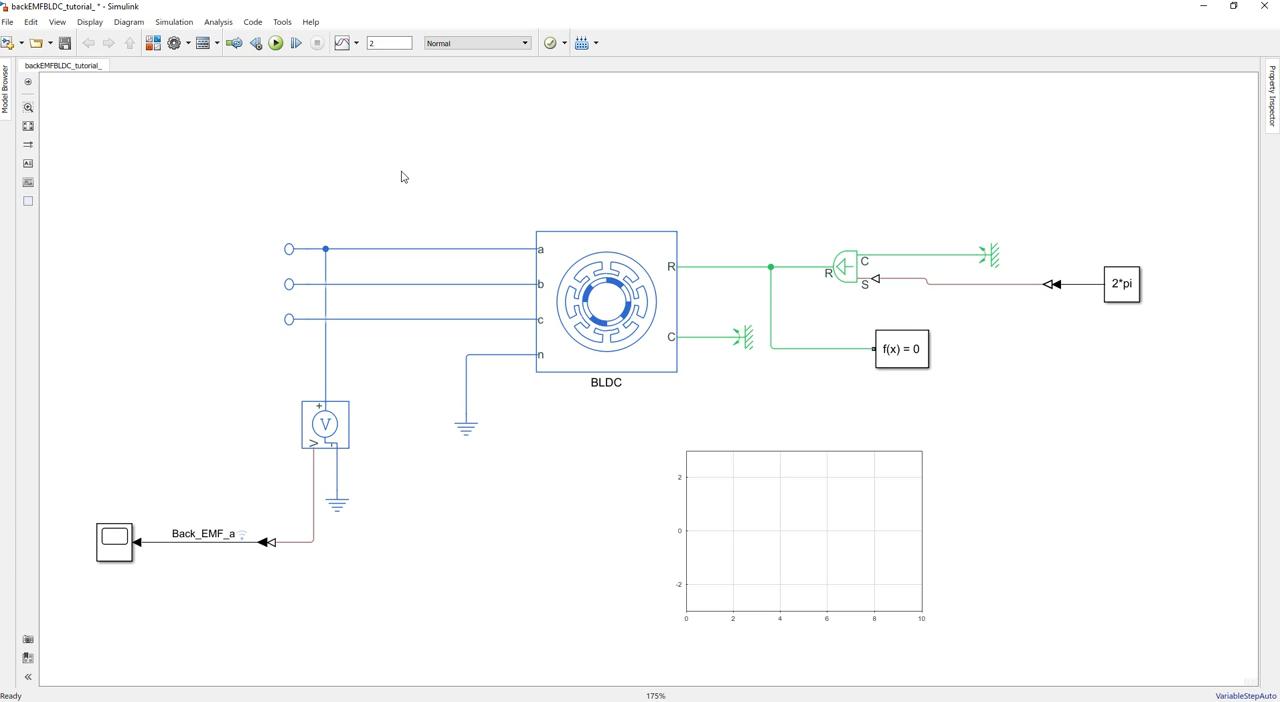 backEMFBLDC_tutorial_ * - Simulink
File Edit View Display Diagram Simulation Analysis Code Tools Help
2 Normal
backEMFBLDC_tutorial_
Model Browser
Property Inspector
a
b
c
n
R
C
BLDC
R
C
S
2*pi
f(x) = 0
+
V
V
-
Back_EMF_a
2
0
-2
0 2 4 6 8 10
Ready
175%
VariableStepAuto